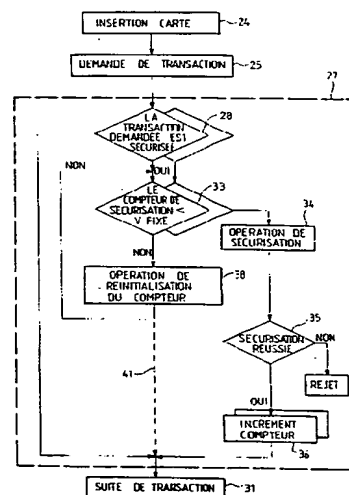 INSERTION CARTE
24
DEMANDE DE TRANSACTION
25
27
LA
TRANSACTION
DEMANDEE EST
SECURISEE
28
NON
OUI
LE
COMPTEUR DE
SECURISATION <
V FIXE
33
34
OPERATION DE
SECURISATION
NON
OPERATION DE
REINITIALISATION
DU COMPTEUR
38
35
SECURISATION
REUSSIE
NON
REJET
41
OUI
INCREMENT
COMPTEUR
36
SUITE DE TRANSACTION
31